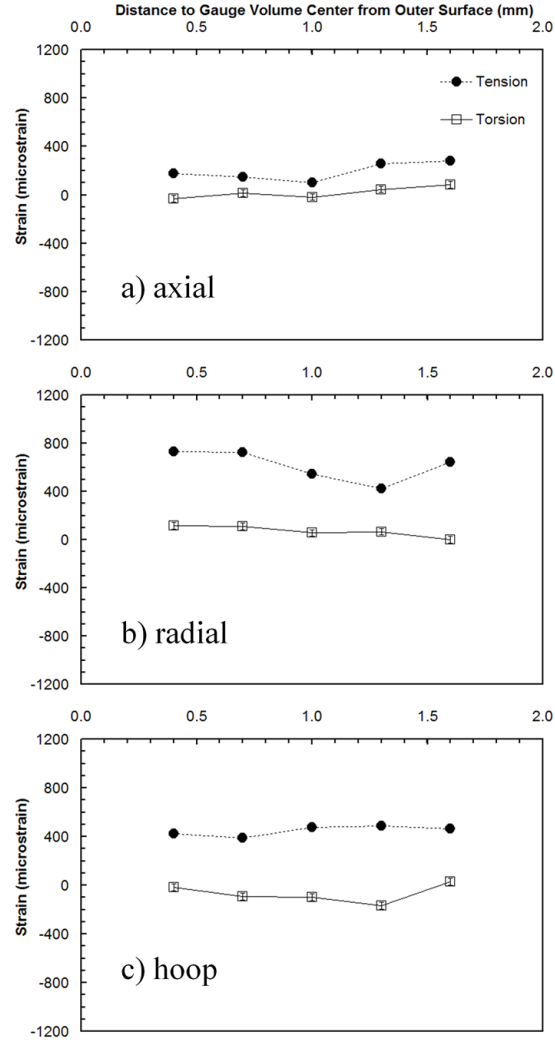 Distance to Gauge Volume Center from Outer Surface (mm)
0.0 0.5 1.0 1.5 2.0
1200
800
400
0
-400
-800
-1200
Strain (microstrain)
Tension
Torsion
a) axial
0.0 0.5 1.0 1.5 2.0
1200
800
400
0
-400
-800
-1200
Strain (microstrain)
b) radial
0.0 0.5 1.0 1.5 2.0
1200
800
400
0
-400
-800
-1200
Strain (microstrain)
c) hoop